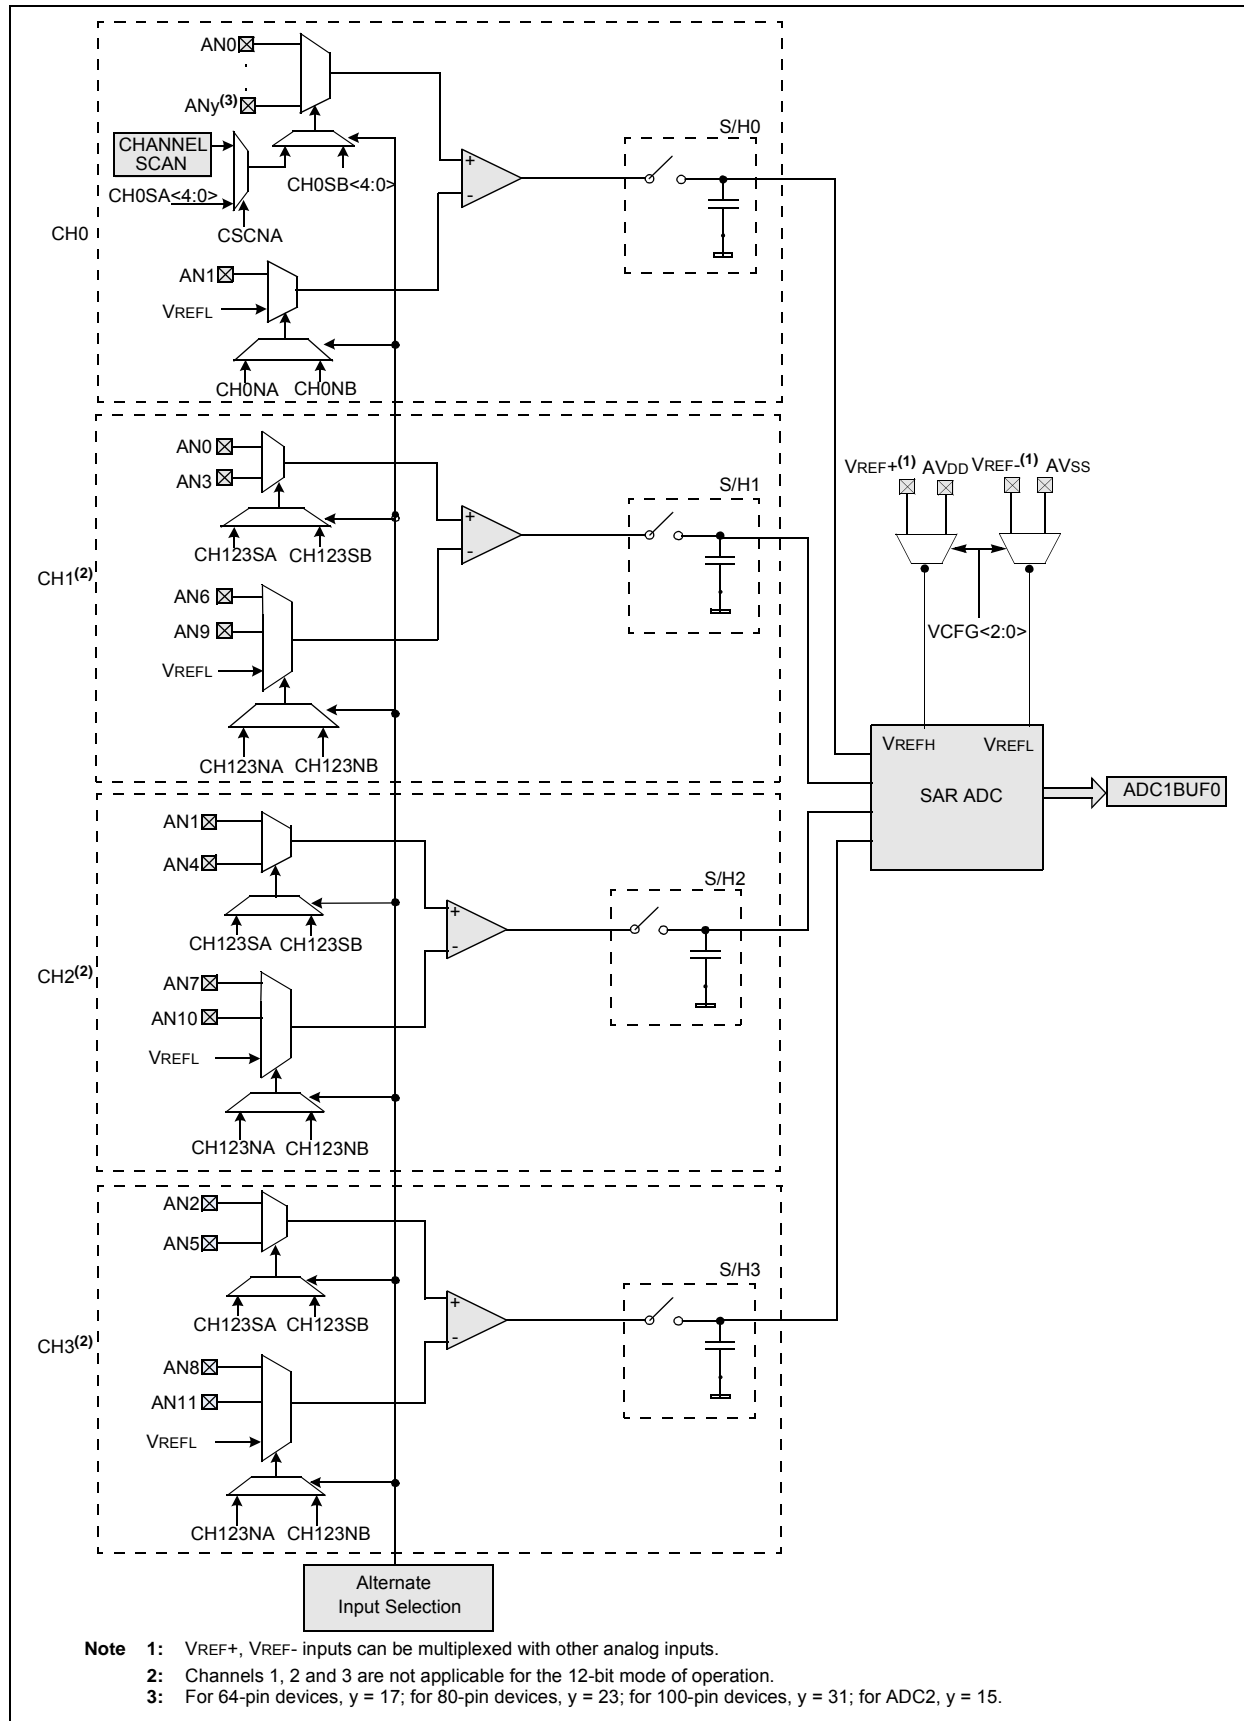 AN0
ANy(3)
CHANNEL
SCAN
CH0SA<4:0>
CH0SB<4:0>
CSCNA
CH0
AN1
VREFL
CH0NA CH0NB
+
-
S/H0
AN0
AN3
CH123SA CH123SB
CH1(2)
AN6
AN9
VREFL
CH123NA CH123NB
+
-
S/H1
VREF+(1) AVDD VREF-(1) AVSS
VCFG<2:0>
VREFH VREFL
SAR ADC
ADC1BUF0
AN1
AN4
CH123SA CH123SB
CH2(2)
AN7
AN10
VREFL
CH123NA CH123NB
+
-
S/H2
AN2
AN5
CH123SA CH123SB
CH3(2)
AN8
AN11
VREFL
CH123NA CH123NB
+
-
S/H3
Alternate
Input Selection
Note 1: VREF+, VREF- inputs can be multiplexed with other analog inputs.
2: Channels 1, 2 and 3 are not applicable for the 12-bit mode of operation.
3: For 64-pin devices, y = 17; for 80-pin devices, y = 23; for 100-pin devices, y = 31; for ADC2, y = 15.